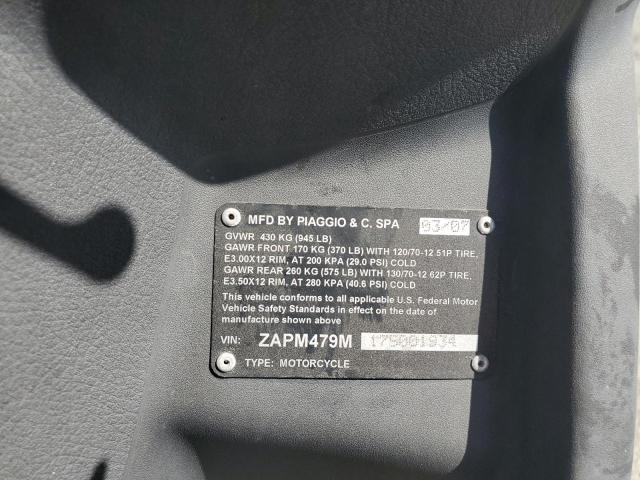 MFD BY PIAGGIO & C. SPA 03/07
GVWR 430 KG (945 LB)
GAWR FRONT 170 KG (370 LB) WITH 120/70-12 51P TIRE,
E3.00X12 RIM, AT 200 KPA (29.0 PSI) COLD
GAWR REAR 260 KG (575 LB) WITH 130/70-12 62P TIRE,
E3.50X12 RIM, AT 280 KPA (40.6 PSI) COLD
This vehicle conforms to all applicable U.S. Federal Motor
Vehicle Safety Standards in effect on the date of
manufacture shown above
VIN: ZAPM479M 175001934
TYPE: MOTORCYCLE